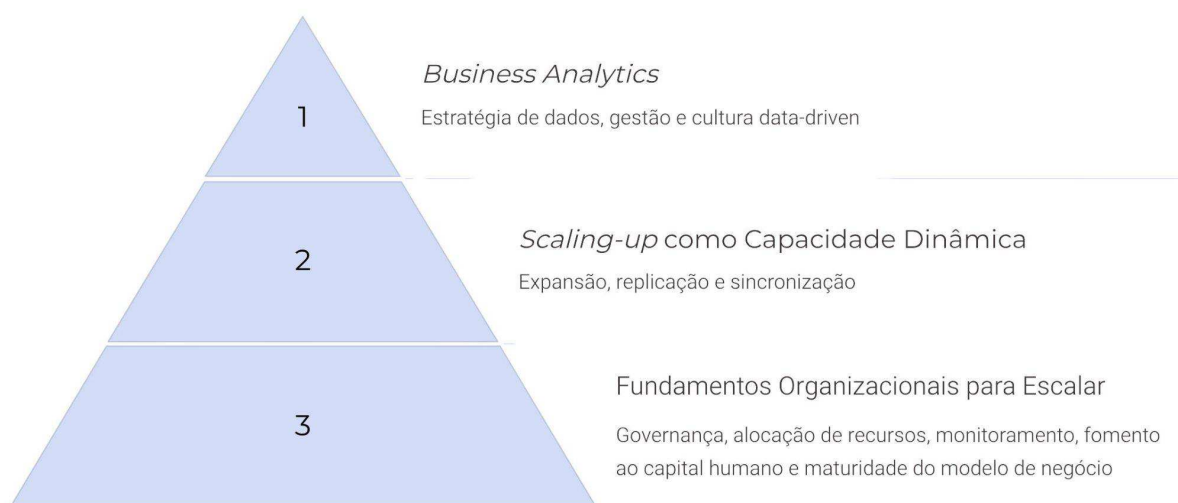 1
Business Analytics
Estratégia de dados, gestão e cultura data-driven
2
Scaling-up como Capacidade Dinâmica
Expansão, replicação e sincronização
3
Fundamentos Organizacionais para Escalar
Governança, alocação de recursos, monitoramento, fomento
ao capital humano e maturidade do modelo de negócio